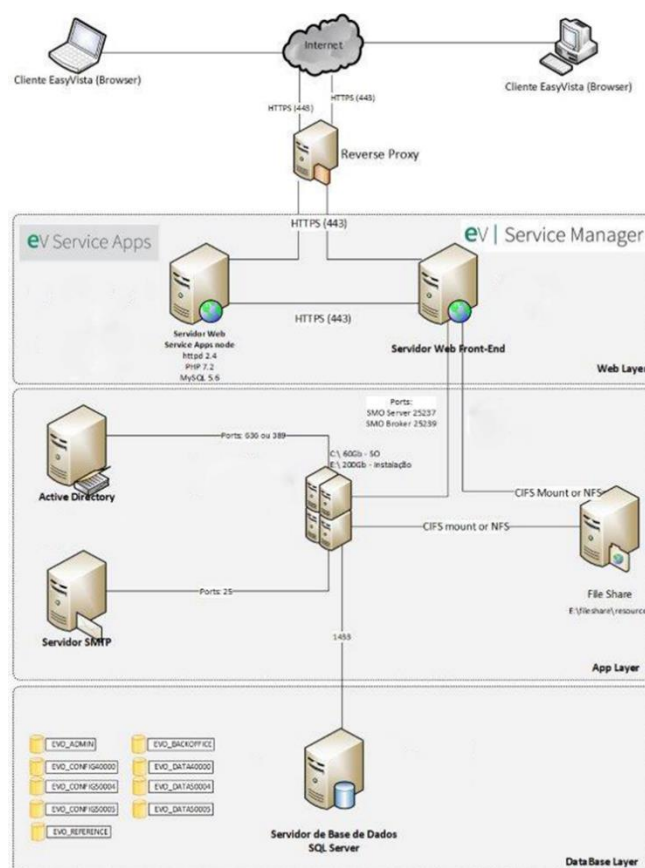 Internet
Cliente EasyVista (Browser)
Cliente EasyVista (Browser)
HTTPS (443)
HTTPS (443)
Reverse Proxy
HTTPS (443)
eV Service Apps
eV | Service Manager
HTTPS (443)
Servidor Web
Service Apps node
httpd 2.4
PHP 7.2
MySQL 5.6
Servidor Web Front-End
Web Layer
Ports:
SMO Server 25237
SMO Broker 25239
Ports: 636 ou 389
C:\ 60Gb - SO
E:\ 200Gb - Instalação
Active Directory
CIFS Mount or NFS
CIFS mount or NFS
File Share
E:\fileshare\resource
Ports: 25
Servidor SMTP
1433
App Layer
EVO_ADMIN
EVO_BACKOFFICE
EVO_CONFIG40000
EVO_DATA40000
EVO_CONFIG50004
EVO_DATA50004
EVO_CONFIG50005
EVO_DATA50005
EVO_REFERENCE
Servidor de Base de Dados
SQL Server
DataBase Layer